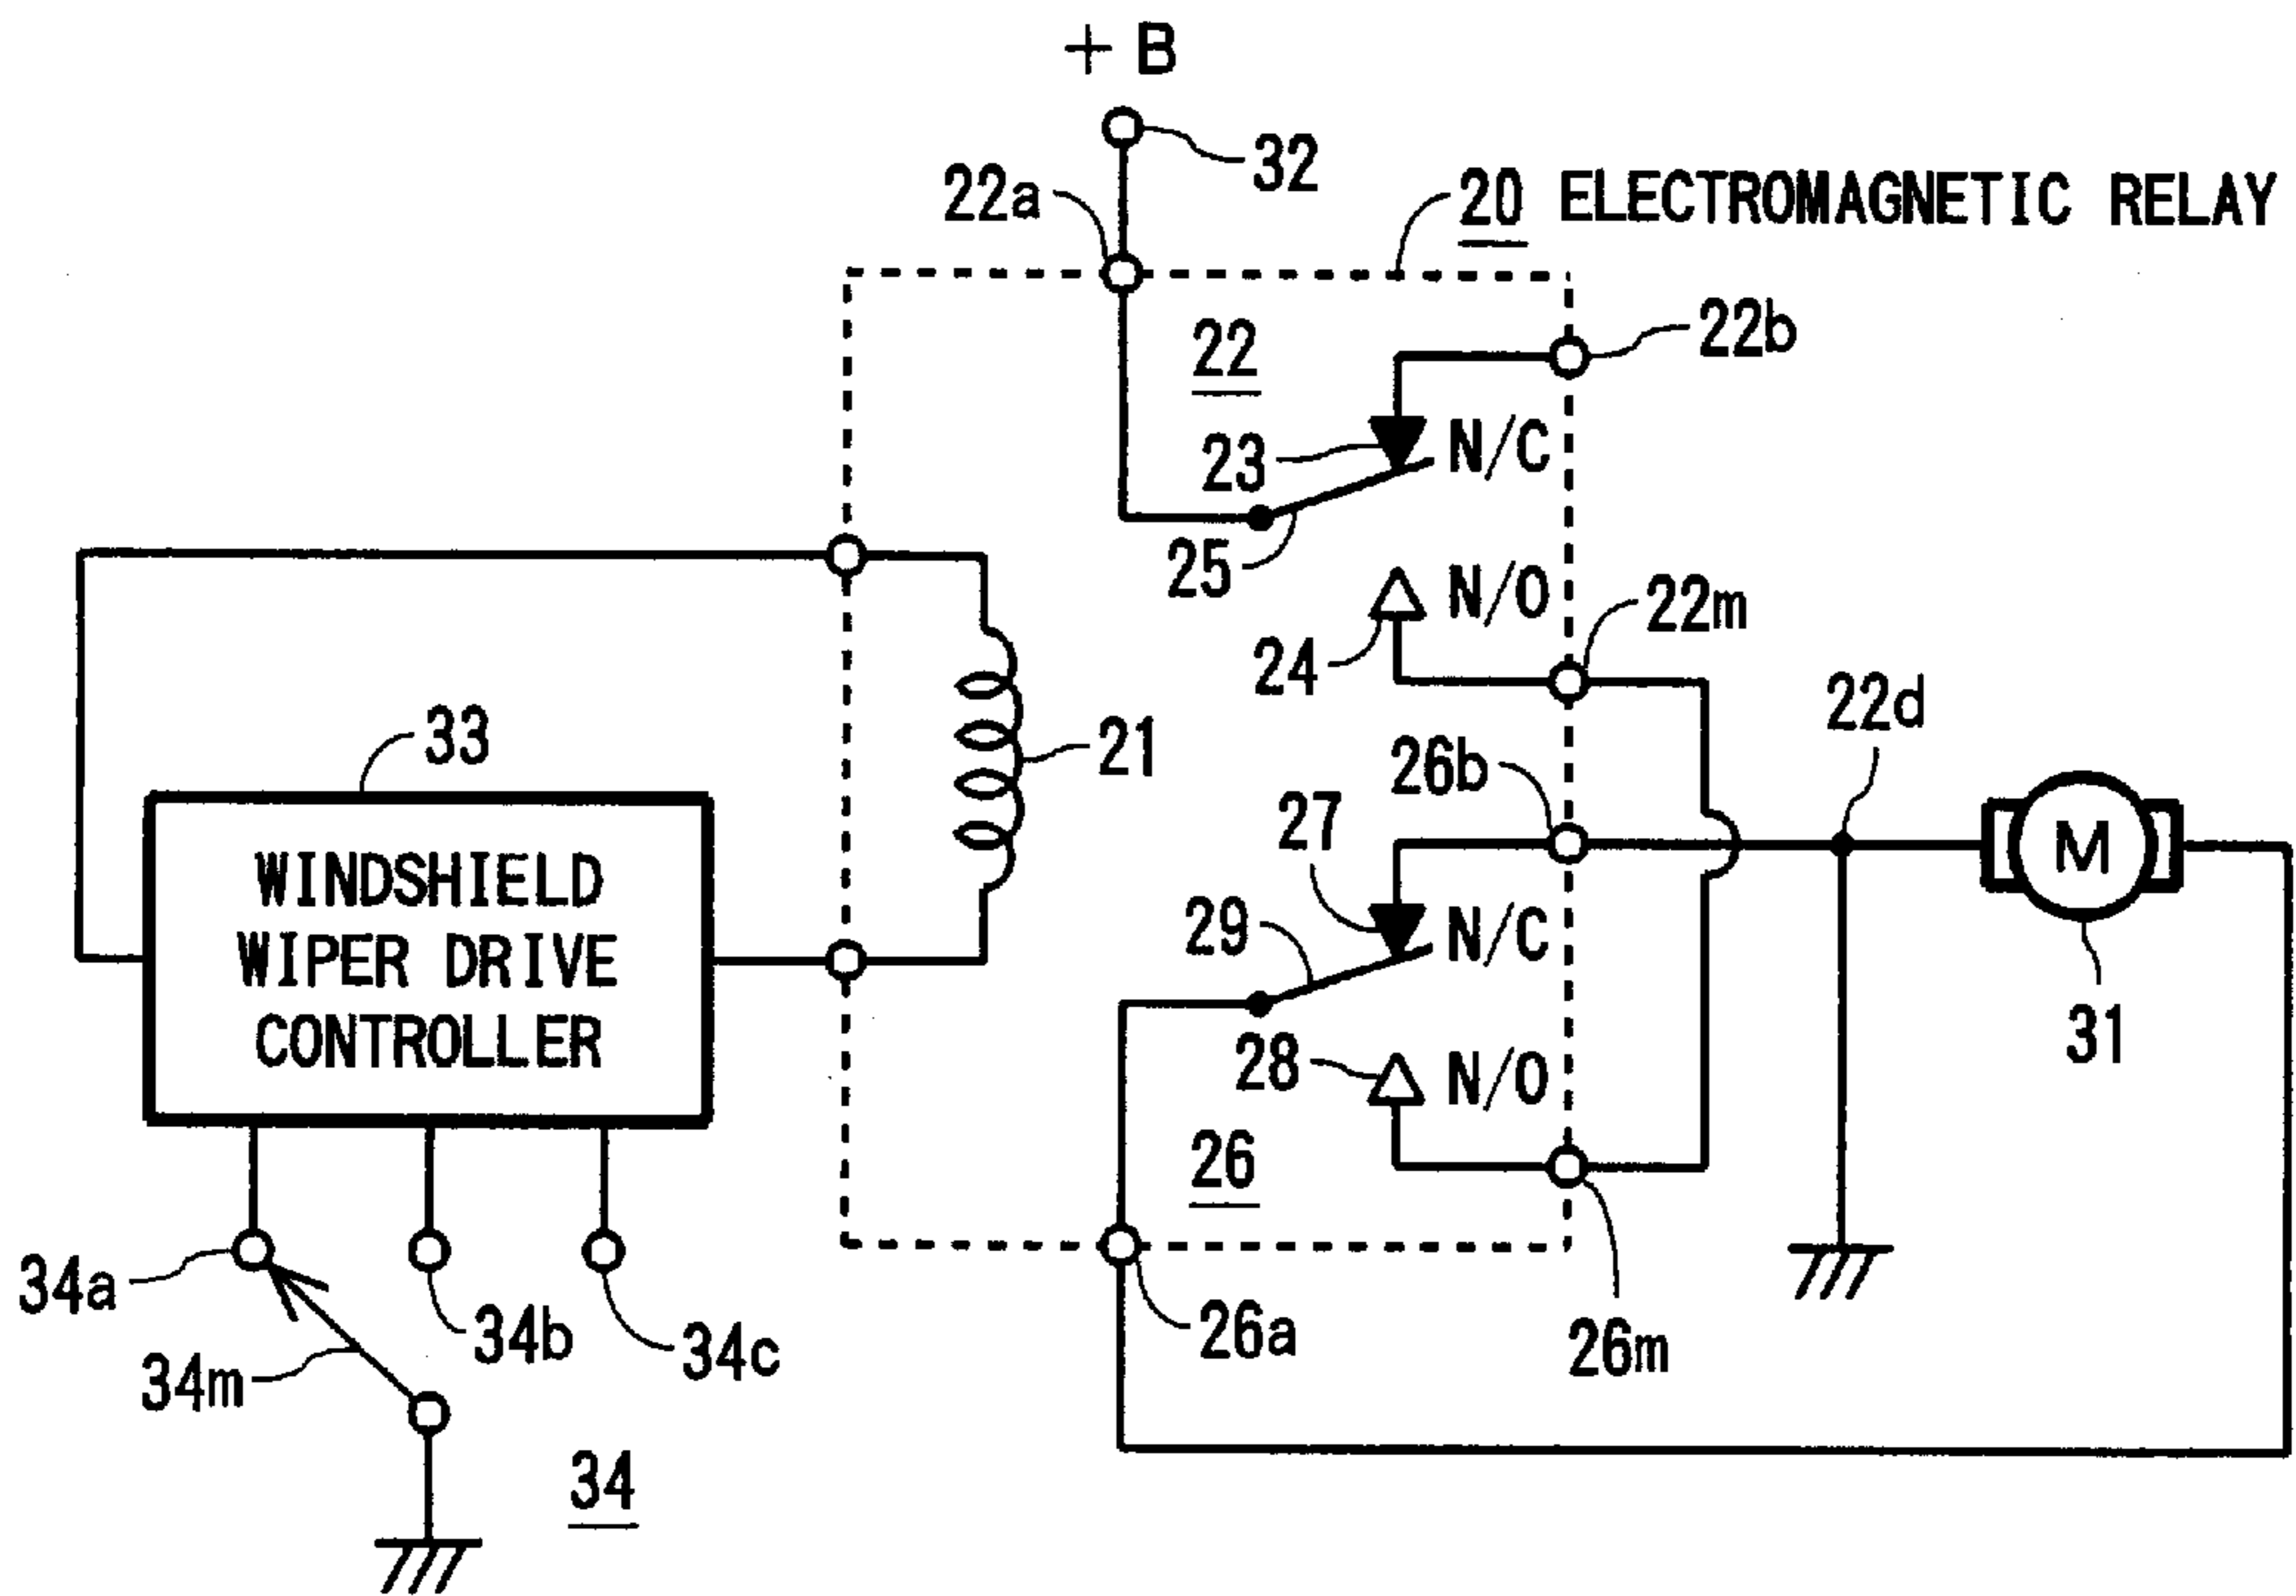 + B
32
22a
20 ELECTROMAGNETIC RELAY
22
22b
23
N/C
25
N/O
24
22m
22d
33
21
26b
27
WINDSHIELD
WIPER DRIVE
CONTROLLER
29
N/C
M
28
N/O
31
26
34a
34b
34c
26a
26m
34m
34